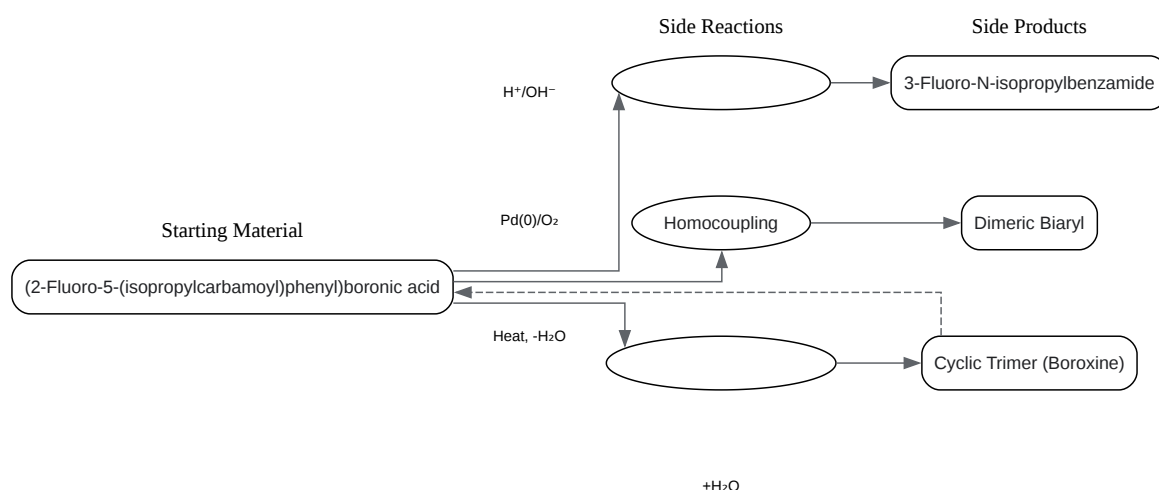 Side Reactions
Side Products
3-Fluoro-N-isopropylbenzamide
H⁺/OH⁻
Pd(0)/O₂
Homocoupling
Dimeric Biaryl
Starting Material
(2-Fluoro-5-(isopropylcarbamoyl)phenyl)boronic acid
Heat, -H₂O
Cyclic Trimer (Boroxine)
+H₂O